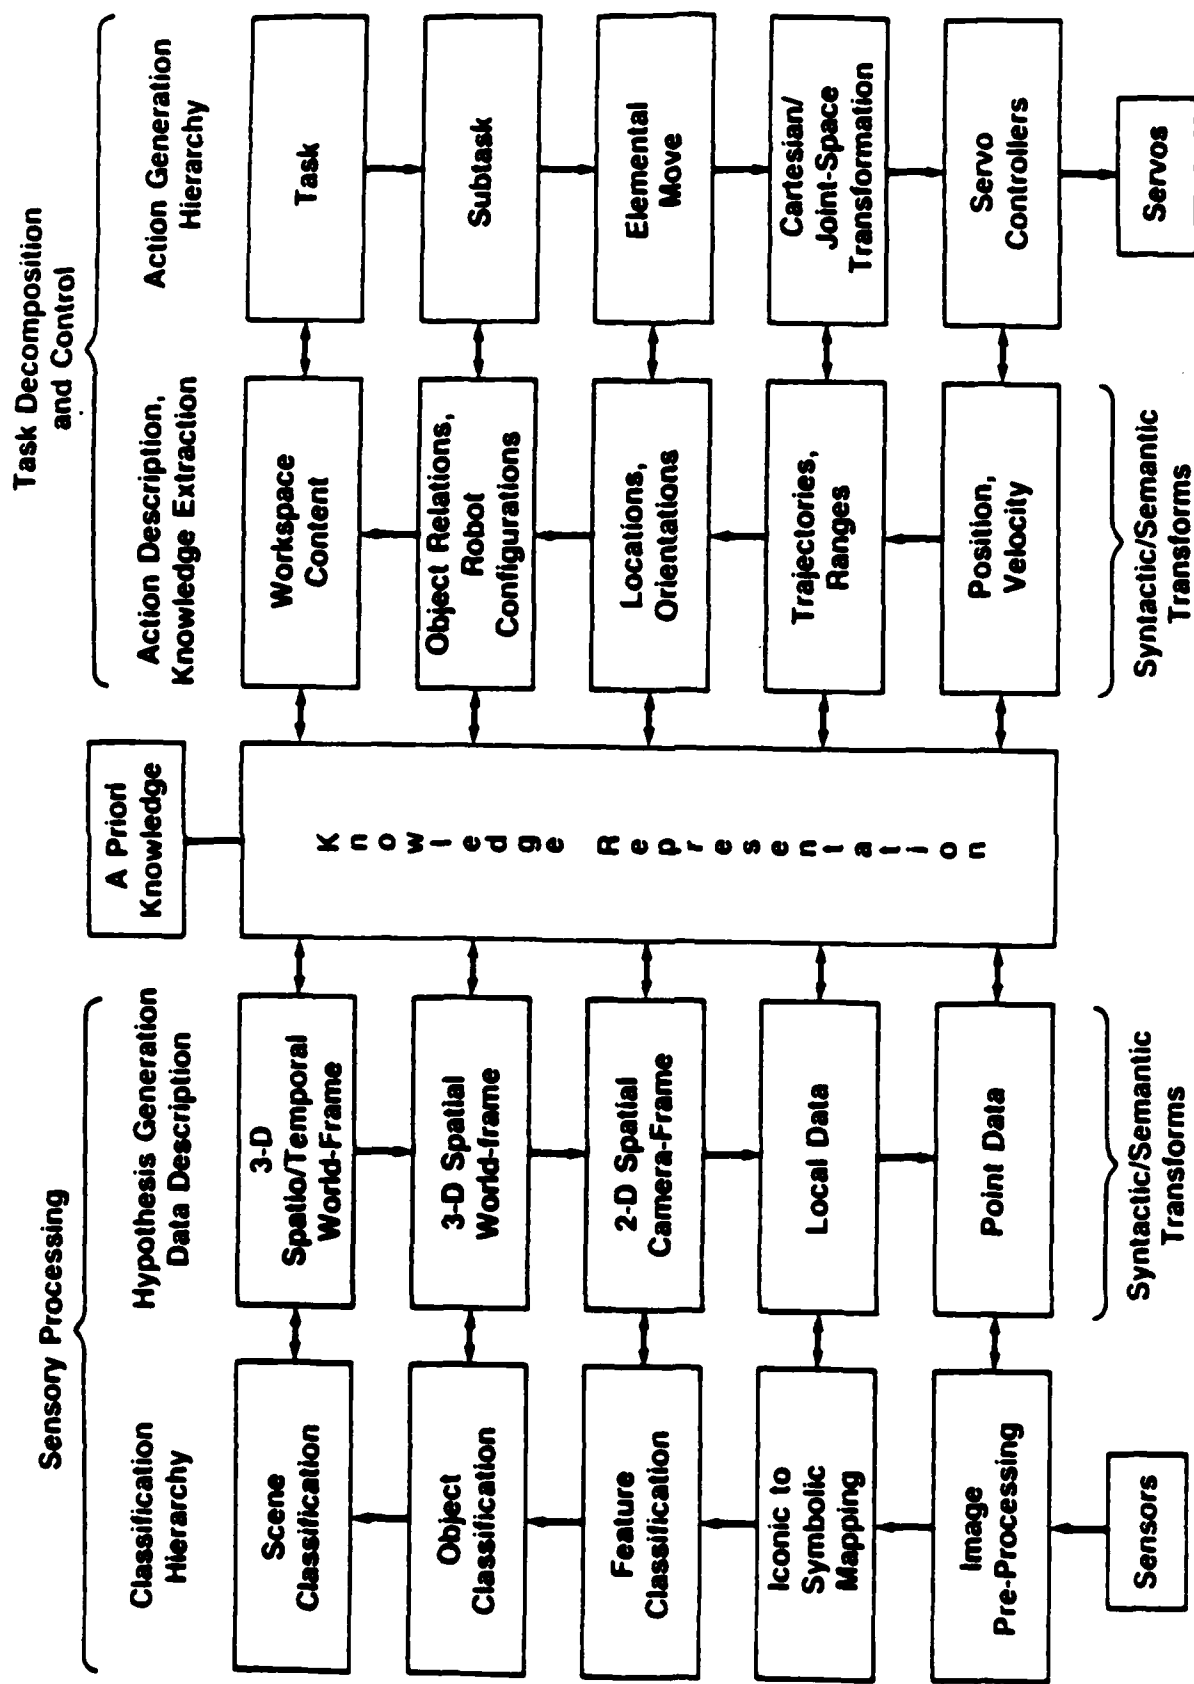 Sensory Processing
Task Decomposition
and Control
Classification
Hierarchy
Hypothesis Generation
Data Description
A Priori
Knowledge
Action Description,
Knowledge Extraction
Action Generation
Hierarchy
Scene
Classification
3-D
Spatio/Temporal
World-Frame
Knowledge Representation
Workspace
Content
Task
Object
Classification
3-D Spatial
World-frame
Object Relations,
Robot
Configurations
Subtask
Feature
Classification
2-D Spatial
Camera-Frame
Locations,
Orientations
Elemental
Move
Iconic to
Symbolic
Mapping
Local Data
Trajectories,
Ranges
Cartesian/
Joint-Space
Transformation
Image
Pre-Processing
Point Data
Position,
Velocity
Servo
Controllers
Sensors
Syntactic/Semantic
Transforms
Syntactic/Semantic
Transforms
Servos